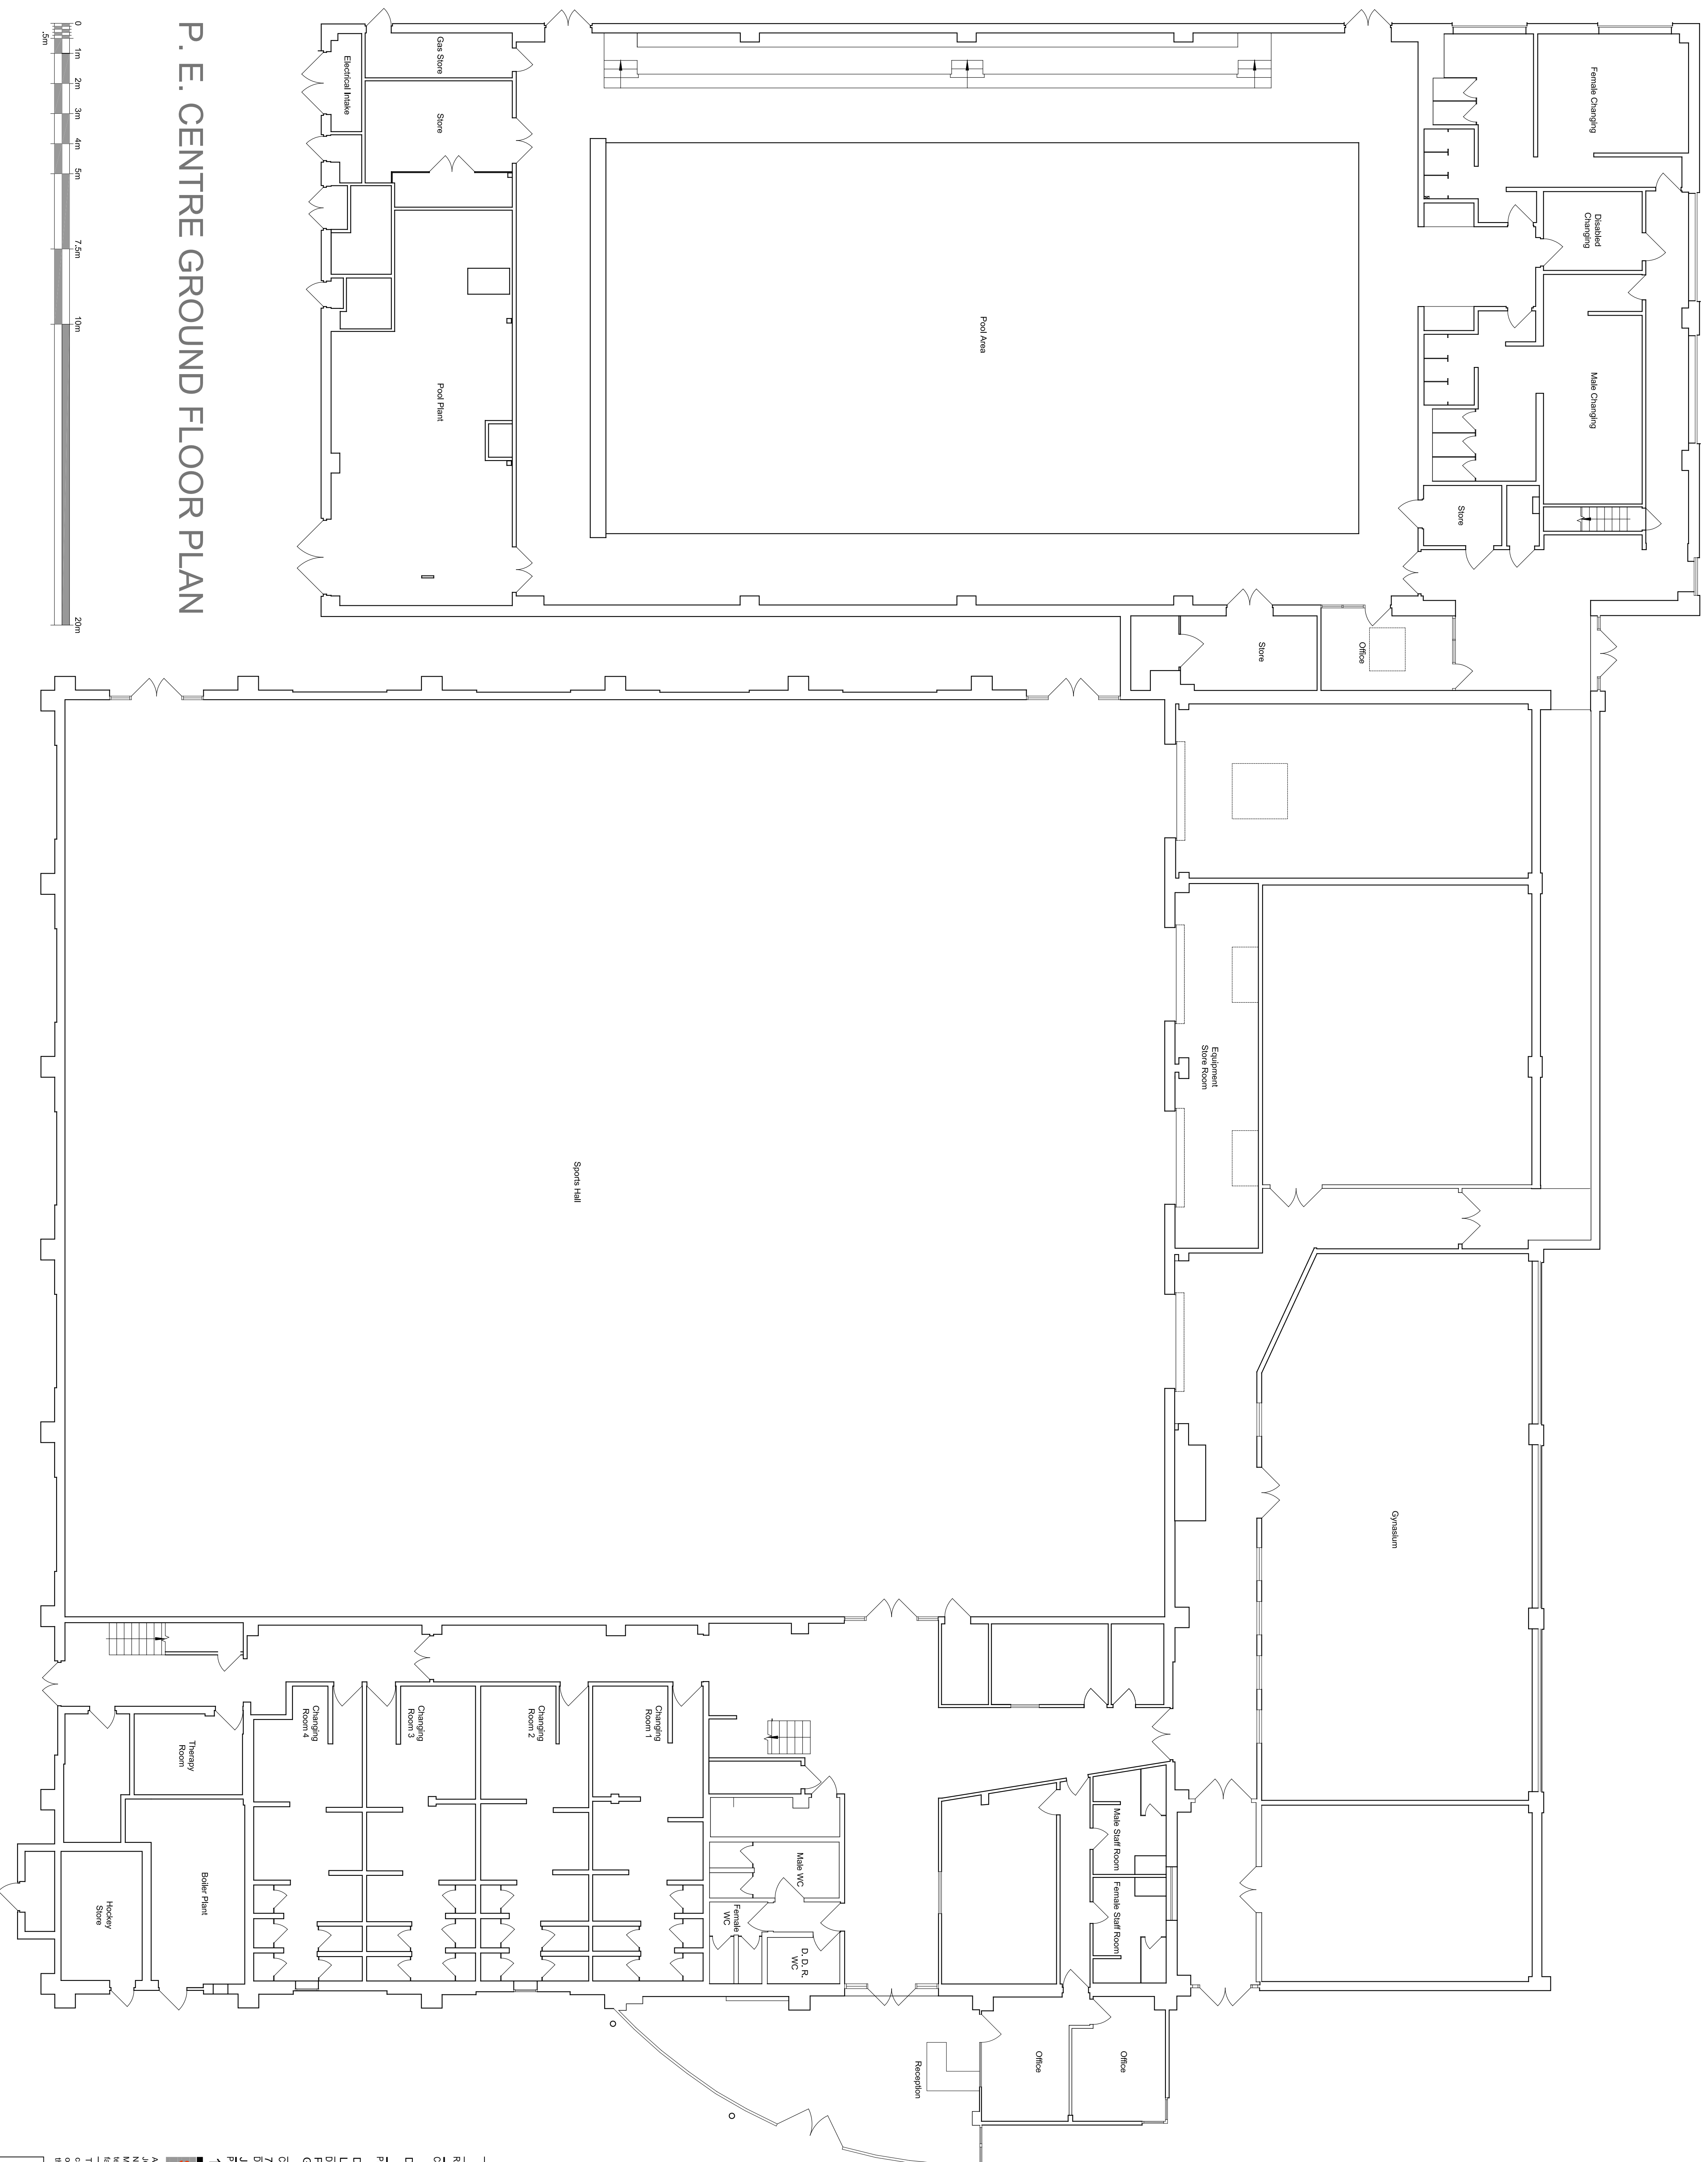 P. E. CENTRE GROUND FLOOR PLAN
0
.5m
1m
2m
3m
4m
5m
7.5m
10m
20m
Female Changing
Disabled
Changing
Male Changing
Store
Office
Store
Pool Area
Gas Store
Electrical Intake
Store
Pool Plant
Equipment
Store Room
Sports Hall
Gynasium
Male Staff Room
Female Staff Room
Office
Office
Reception
Male WC
Female
WC
D. D. R.
WC
Changing
Room 1
Changing
Room 2
Changing
Room 3
Changing
Room 4
Therapy
Room
Boiler Plant
Hockey
Store